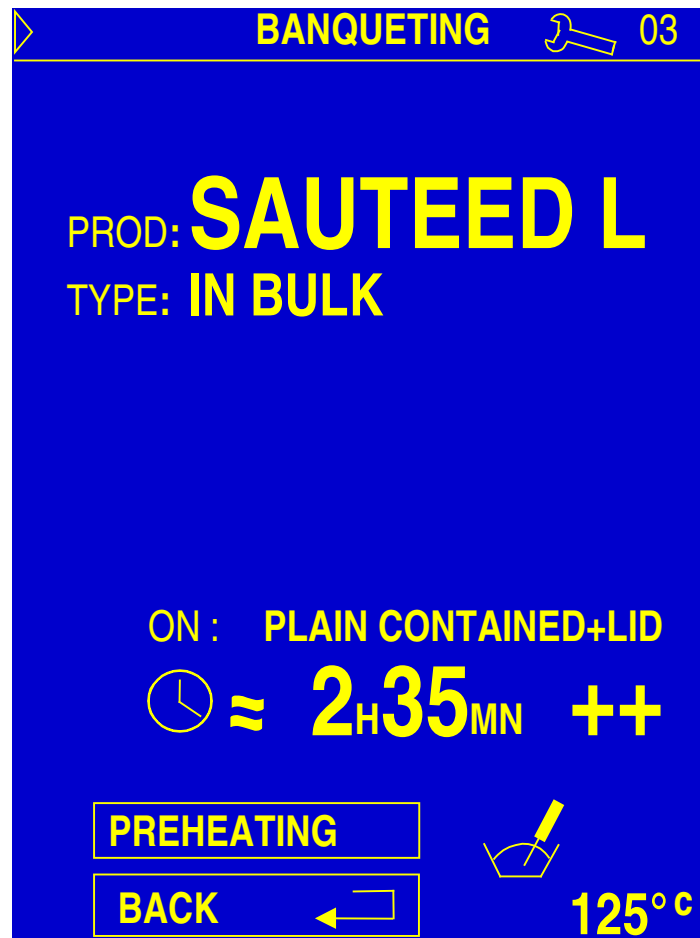 BANQUETING 03
PROD: SAUTEED L
TYPE: IN BULK
ON : PLAIN CONTAINED+LID
≈ 2H35MN ++
PREHEATING
BACK
125°C